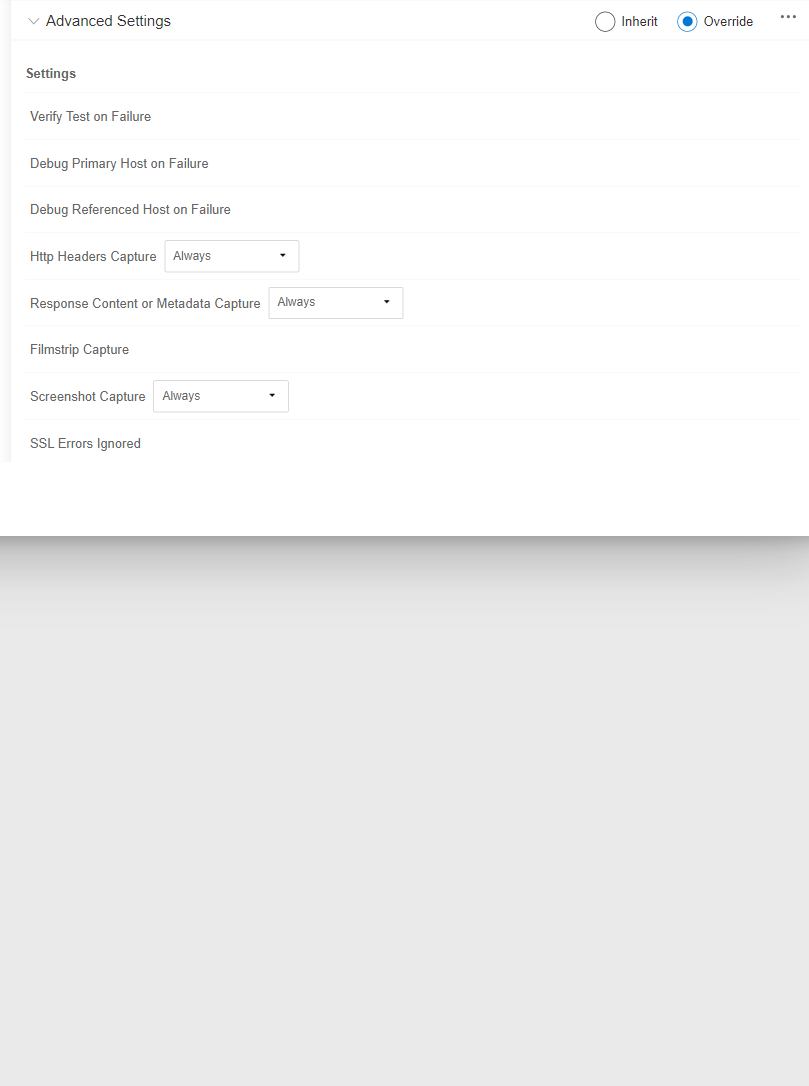 Advanced Settings Inherit Override
Settings
Verify Test on Failure
Debug Primary Host on Failure
Debug Referenced Host on Failure
Http Headers Capture Always
Response Content or Metadata Capture Always
Filmstrip Capture
Screenshot Capture Always
SSL Errors Ignored